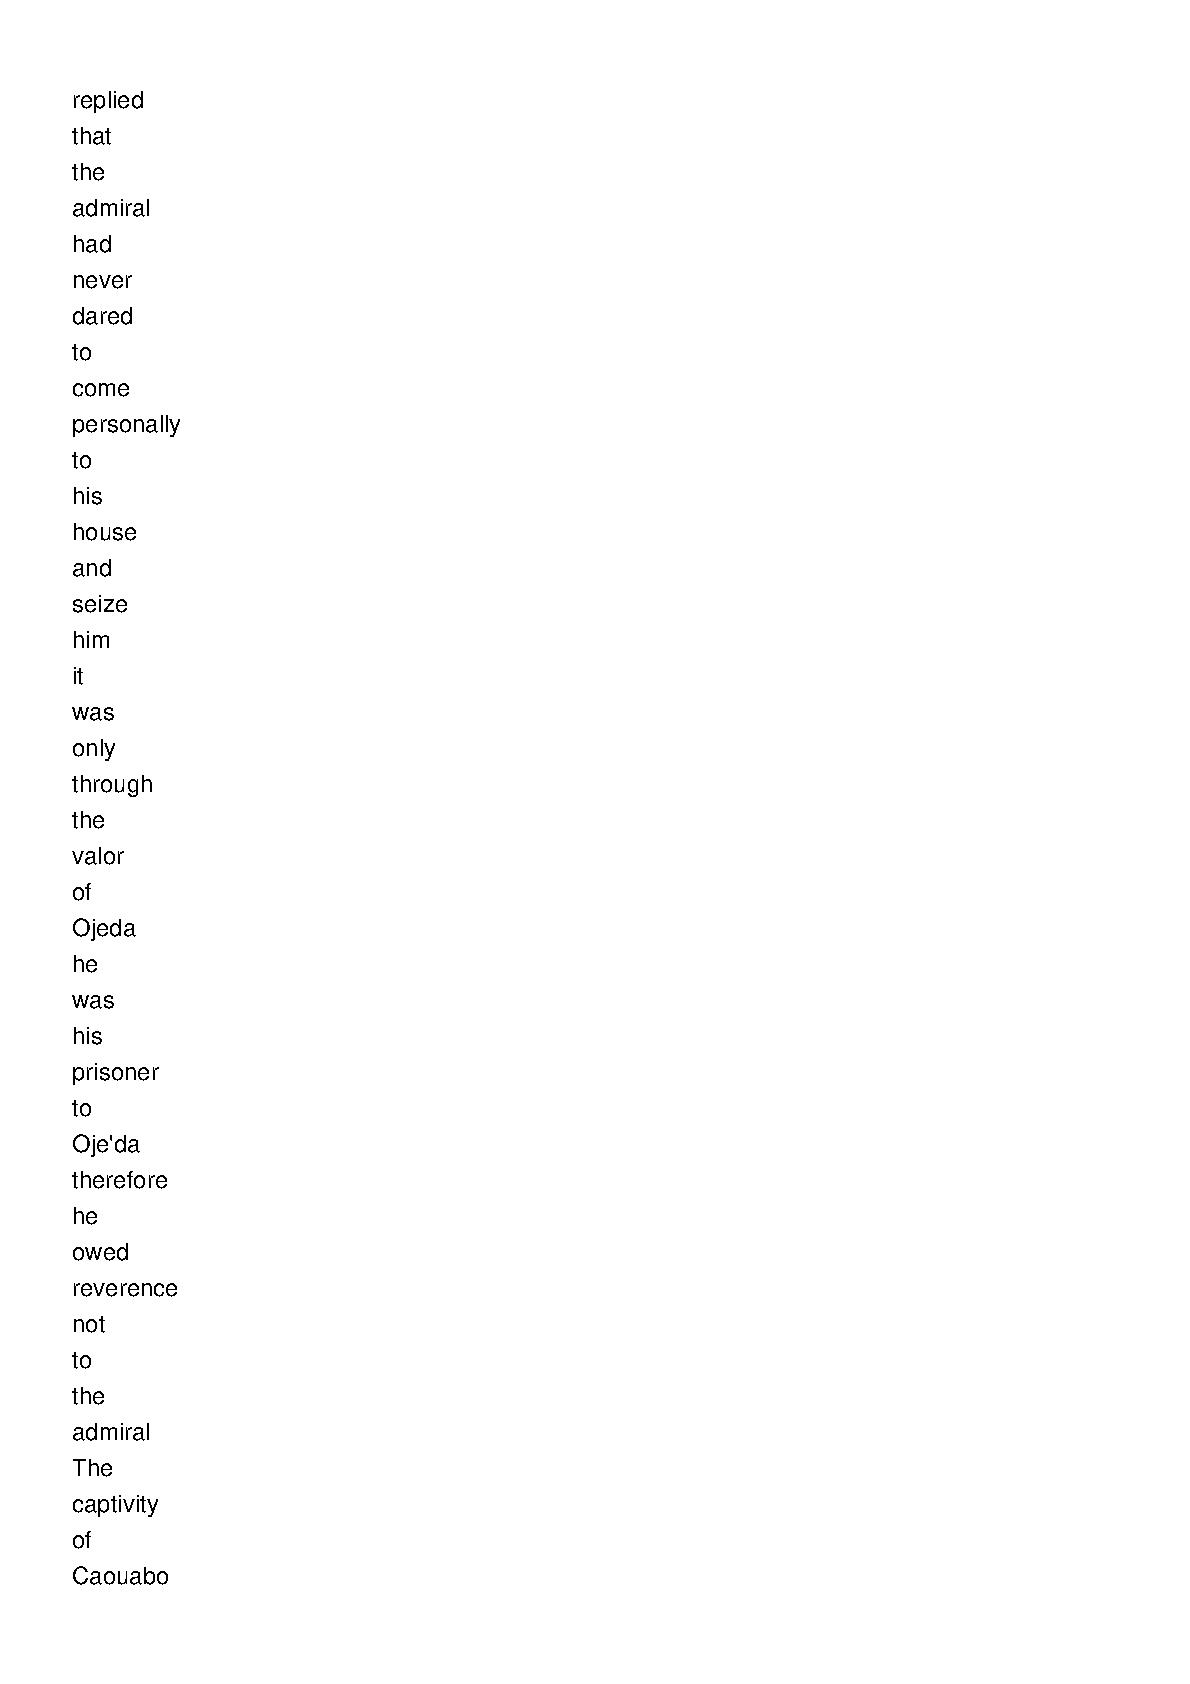 replied
that
the
admiral
had
never
dared
to
come
personally
to
his
house
and
seize
him
it
was
only
through
the
valor
of
Ojeda
he
was
his
prisoner
to
Oje'da
therefore
he
owed
reverence
not
to
the
admiral
The
captivity
of
Caouabo